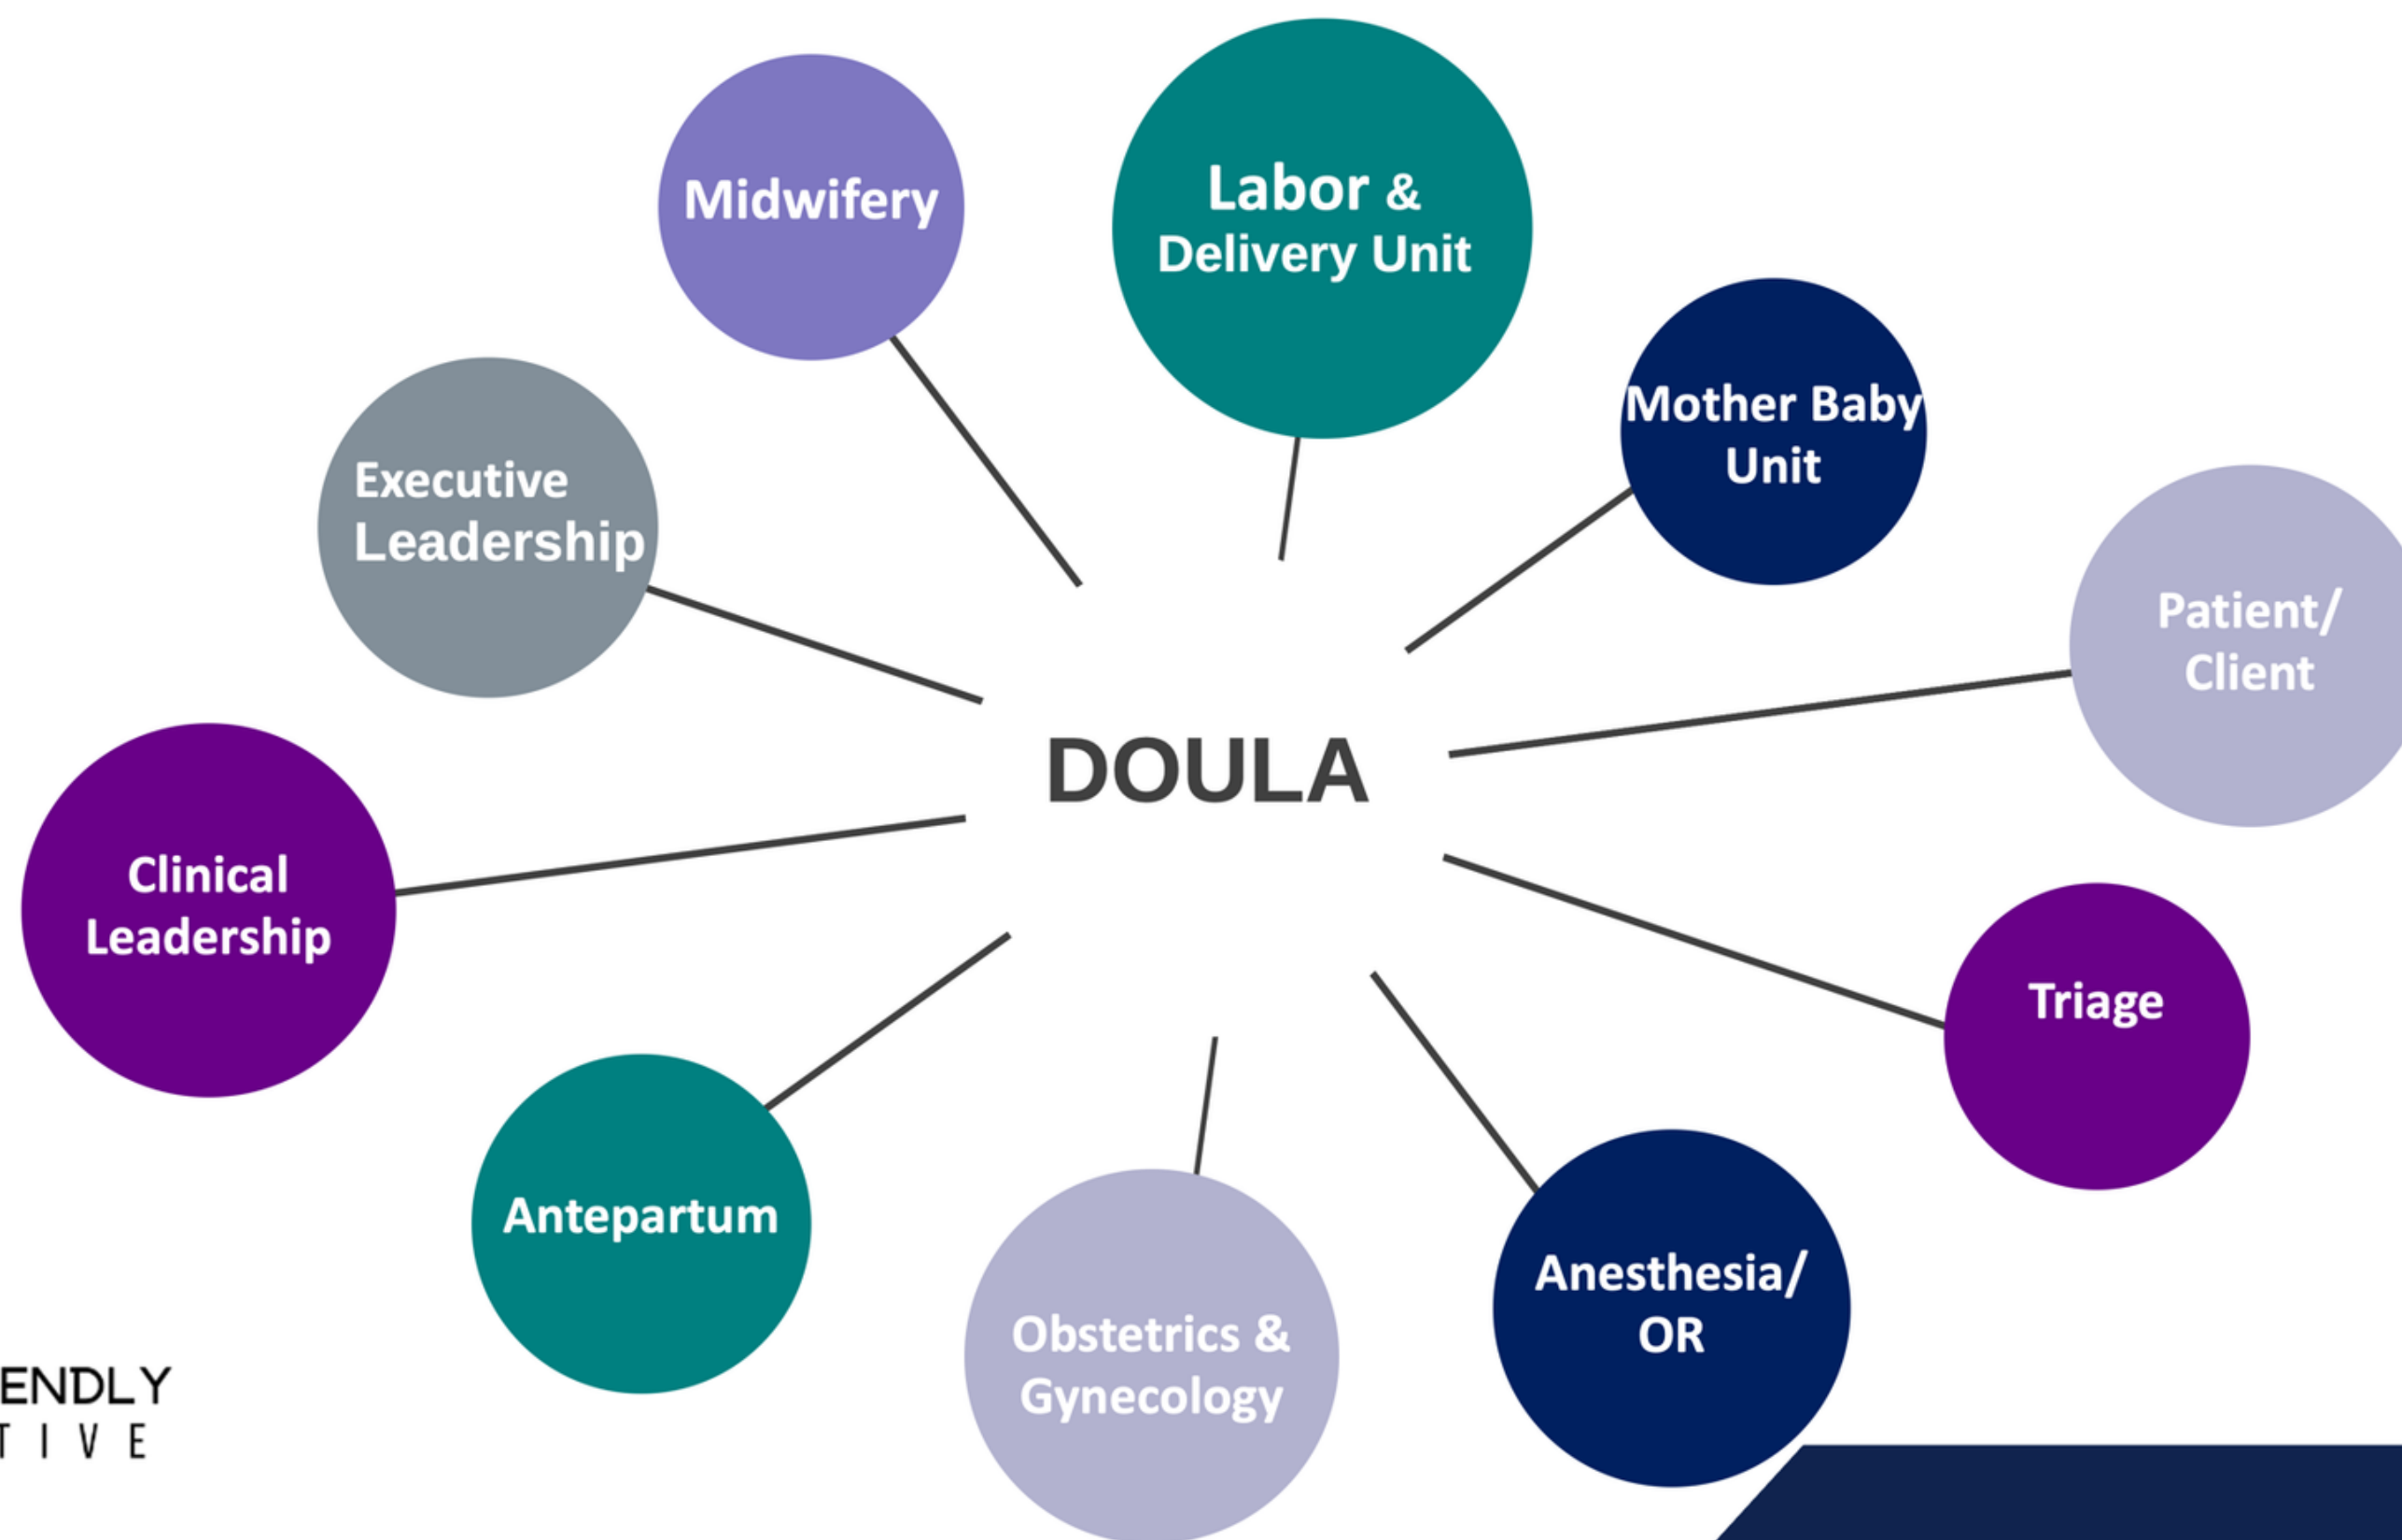 Midwifery
Labor &
Delivery Unit
Mother Baby
Unit
Executive
Leadership
Patient/
Client
DOULA
Clinical
Leadership
Triage
Antepartum
Anesthesia/
OR
Obstetrics &
Gynecology
ENDLY
TIVE